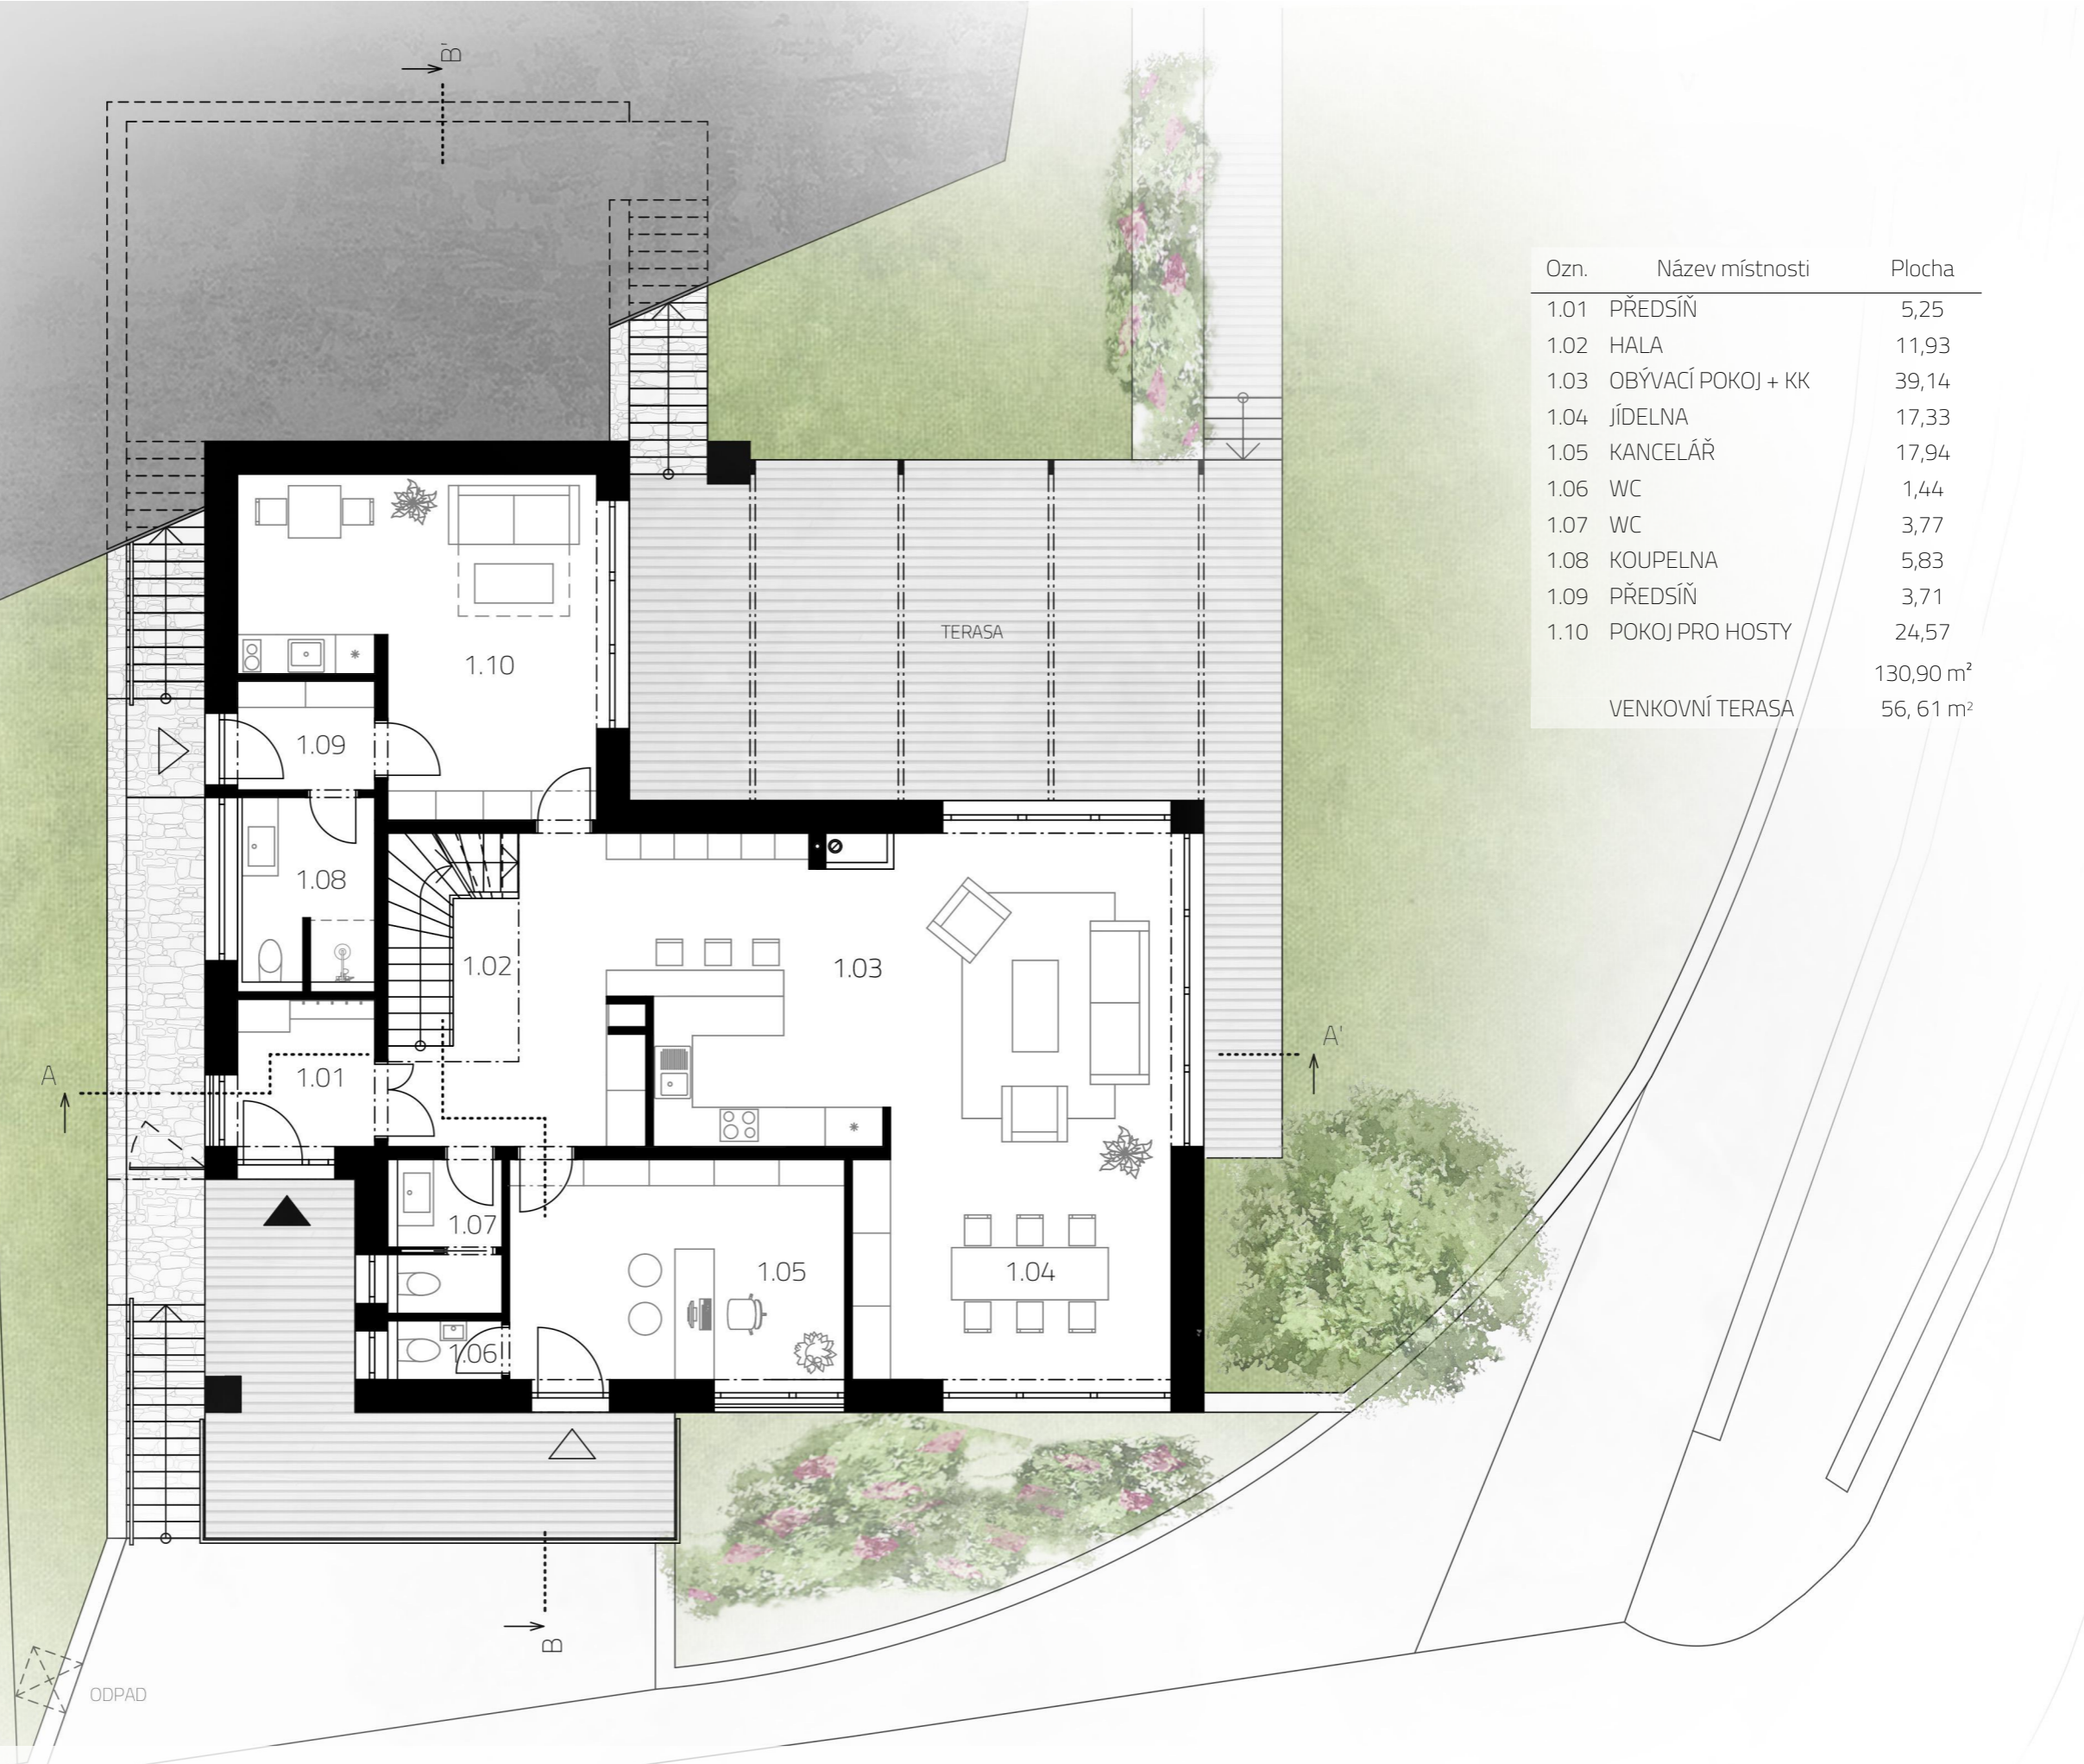 B'
Ozn. Název místnosti Plocha
1.01 PŘEDSÍŇ 5,25
1.02 HALA 11,93
1.03 OBÝVACÍ POKOJ + KK 39,14
1.04 JÍDELNA 17,33
1.05 KANCELÁŘ 17,94
1.06 WC 1,44
1.07 WC 3,77
1.08 KOUPELNA 5,83
1.09 PŘEDSÍŇ 3,71
1.10 POKOJ PRO HOSTY 24,57
130,90 m²
VENKOVNÍ TERASA 56, 61 m²
TERASA
1.10
1.09
1.08
1.02
1.03
A'
A
1.01
1.07
1.05
1.04
1.06
B
ODPAD